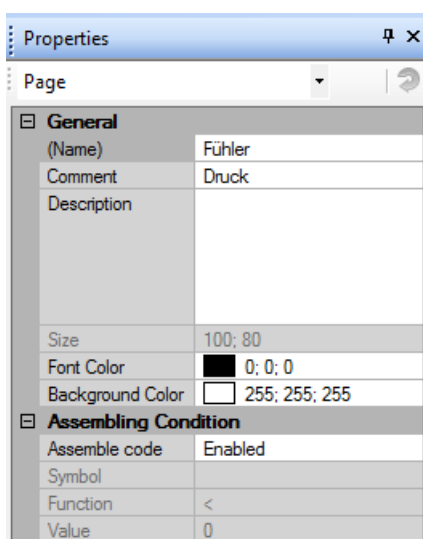 Properties
Page
General
(Name) Fühler
Comment Druck
Description
Size 100; 80
Font Color 0; 0; 0
Background Color 255; 255; 255
Assembling Condition
Assemble code Enabled
Symbol
Function <
Value 0